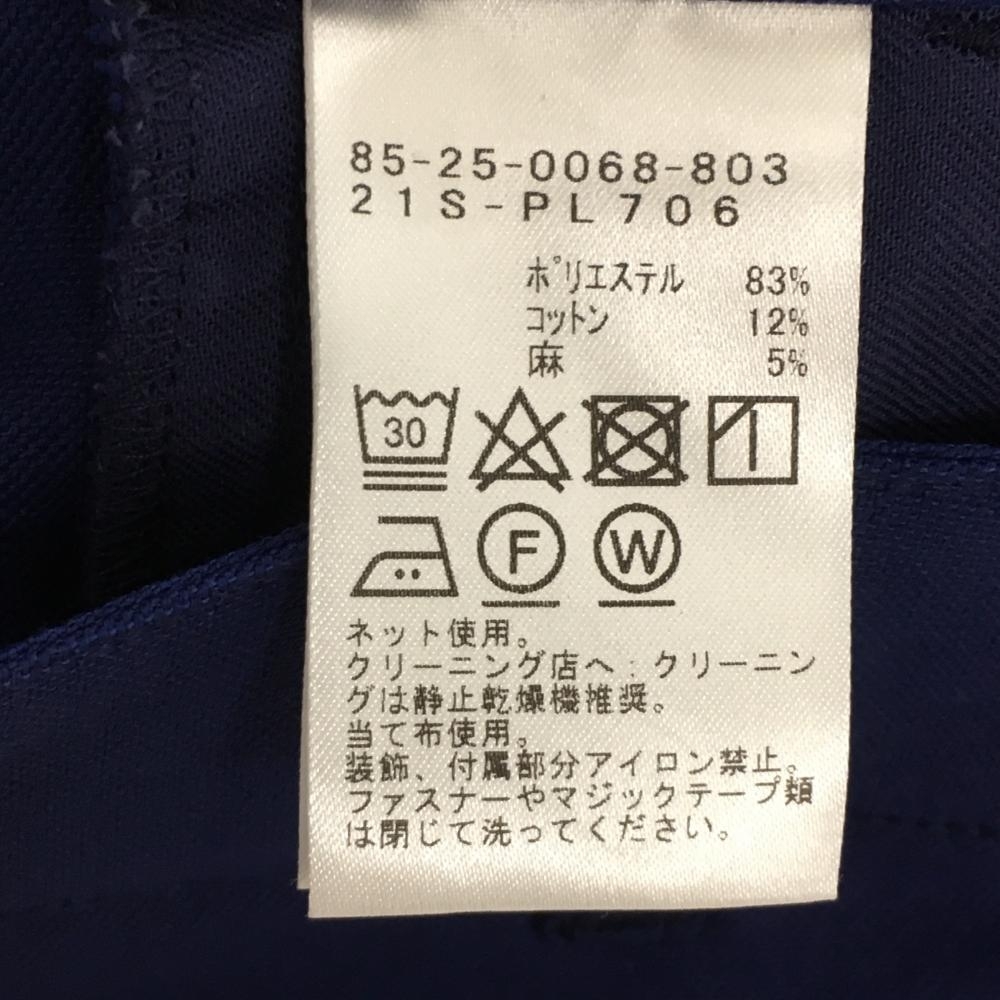 85-25-0068-803
21S-PL706
ポリエステル 83%
コットン 12%
麻 5%
30
F W
ネット使用。
クリーニング店へ:クリーニン
グは静止乾燥機推奨。
当て布使用。
装飾、付属部分アイロン禁止。
ファスナーやマジックテープ類
は閉じて洗ってください。